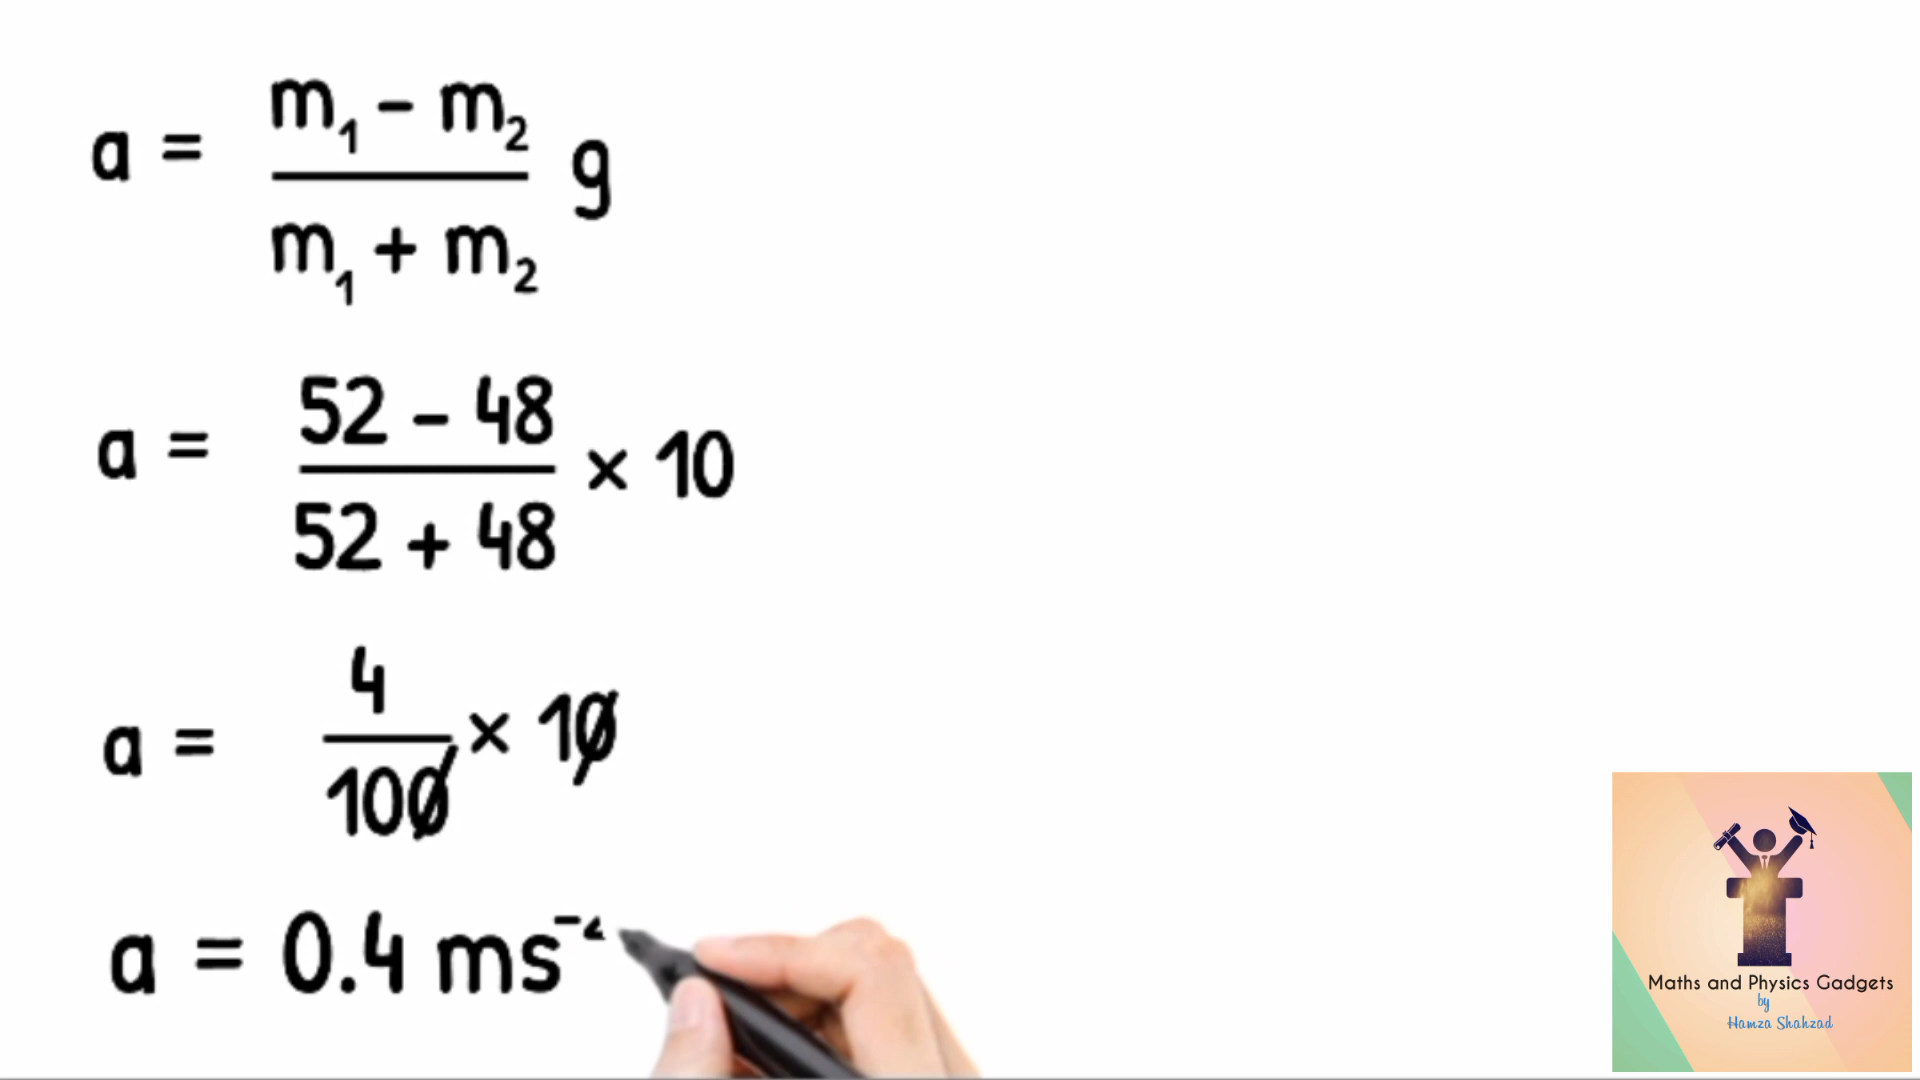 a = m₁ - m₂ / m₁ + m₂ g
a = 52 - 48 / 52 + 48 × 10
a = 4 / 100 × 10
a = 0.4 ms⁻
Maths and Physics Gadgets
by
Hamza Shahzad